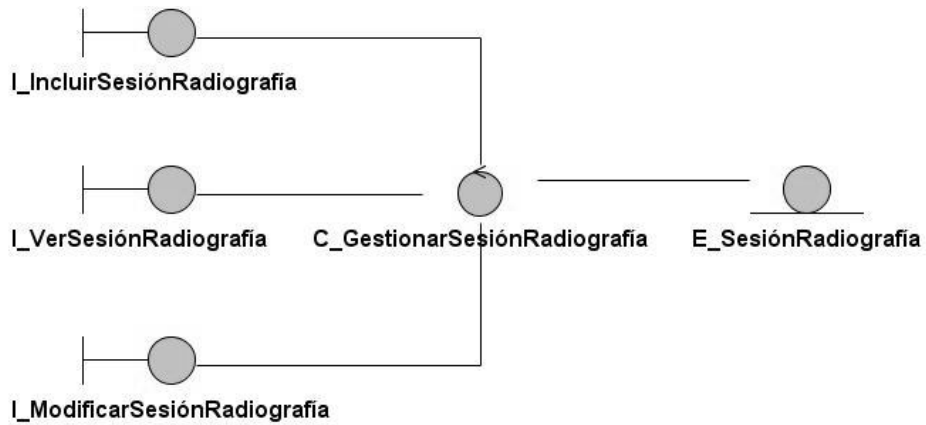 I_IncluirSesiónRadiografía
I_VerSesiónRadiografía
C_GestionarSesiónRadiografía
E_SesiónRadiografía
I_ModificarSesiónRadiografía